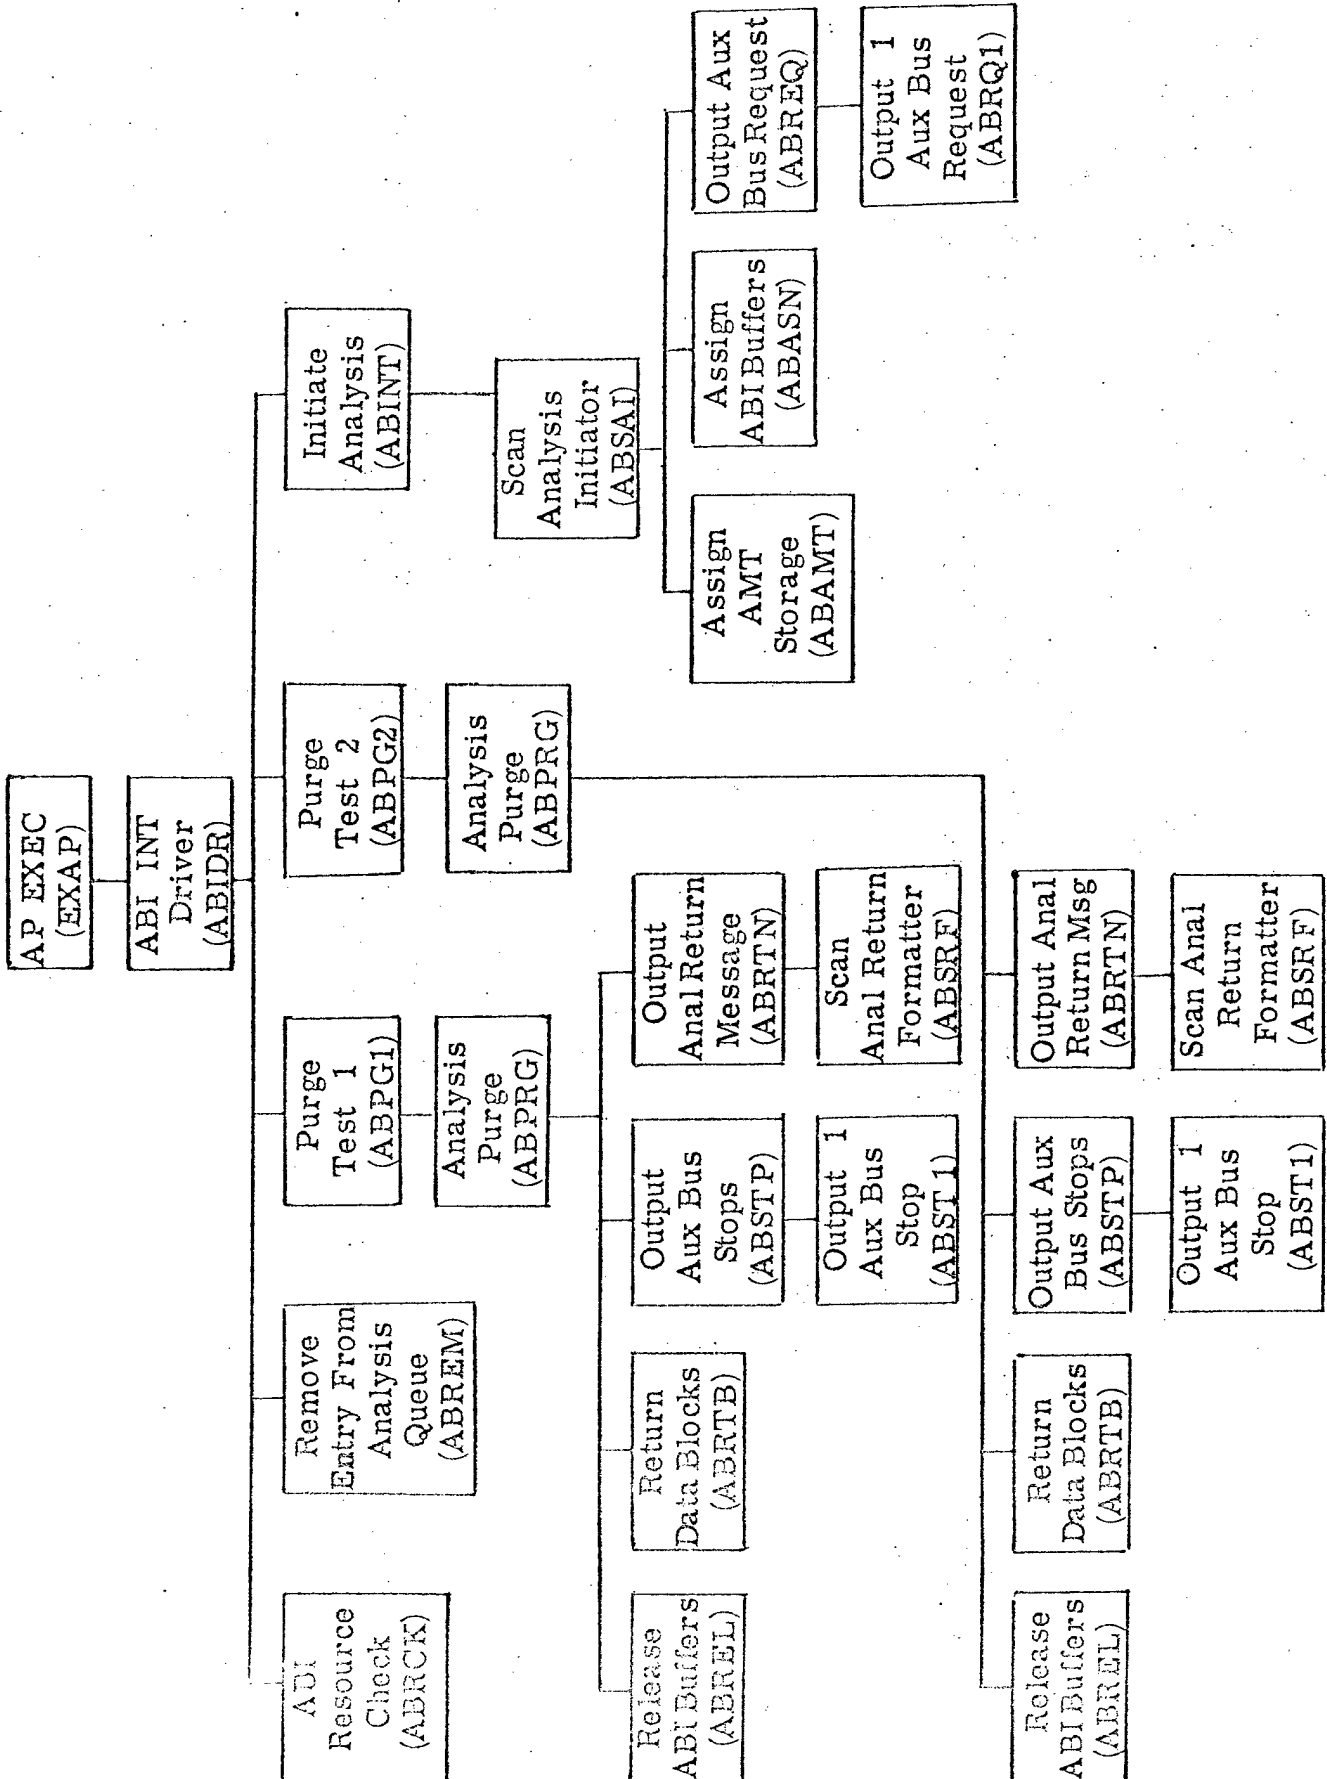 AP EXEC
(EXAP)
ABI INT
Driver
(ABIDR)
ABI
Resource
Check
(ABRCK)
Remove
Entry From
Analysis
Queue
(ABREM)
Purge
Test 1
(ABPG1)
Purge
Test 2
(ABPG2)
Initiate
Analysis
(ABINT)
Analysis
Purge
(ABPRG)
Analysis
Purge
(ABPRG)
Scan
Analysis
Initiator
(ABSAI)
Release
ABI Buffers
(ABREL)
Return
Data Blocks
(ABRTB)
Output
Aux Bus
Stops
(ABSTP)
Output
Anal Return
Message
(ABRTN)
Assign
AMT
Storage
(ABAMT)
Assign
ABI Buffers
(ABASN)
Output Aux
Bus Request
(ABREQ)
Output 1
Aux Bus
Stop
(ABST1)
Scan
Anal Return
Formatter
(ABSRF)
Output 1
Aux Bus
Request
(ABRQ1)
Release
ABI Buffers
(ABREL)
Return
Data Blocks
(ABRTB)
Output Aux
Bus Stops
(ABSTP)
Output Anal
Return Msg
(ABRTN)
Output 1
Aux Bus
Stop
(ABST1)
Scan Anal
Return
Formatter
(ABSRF)